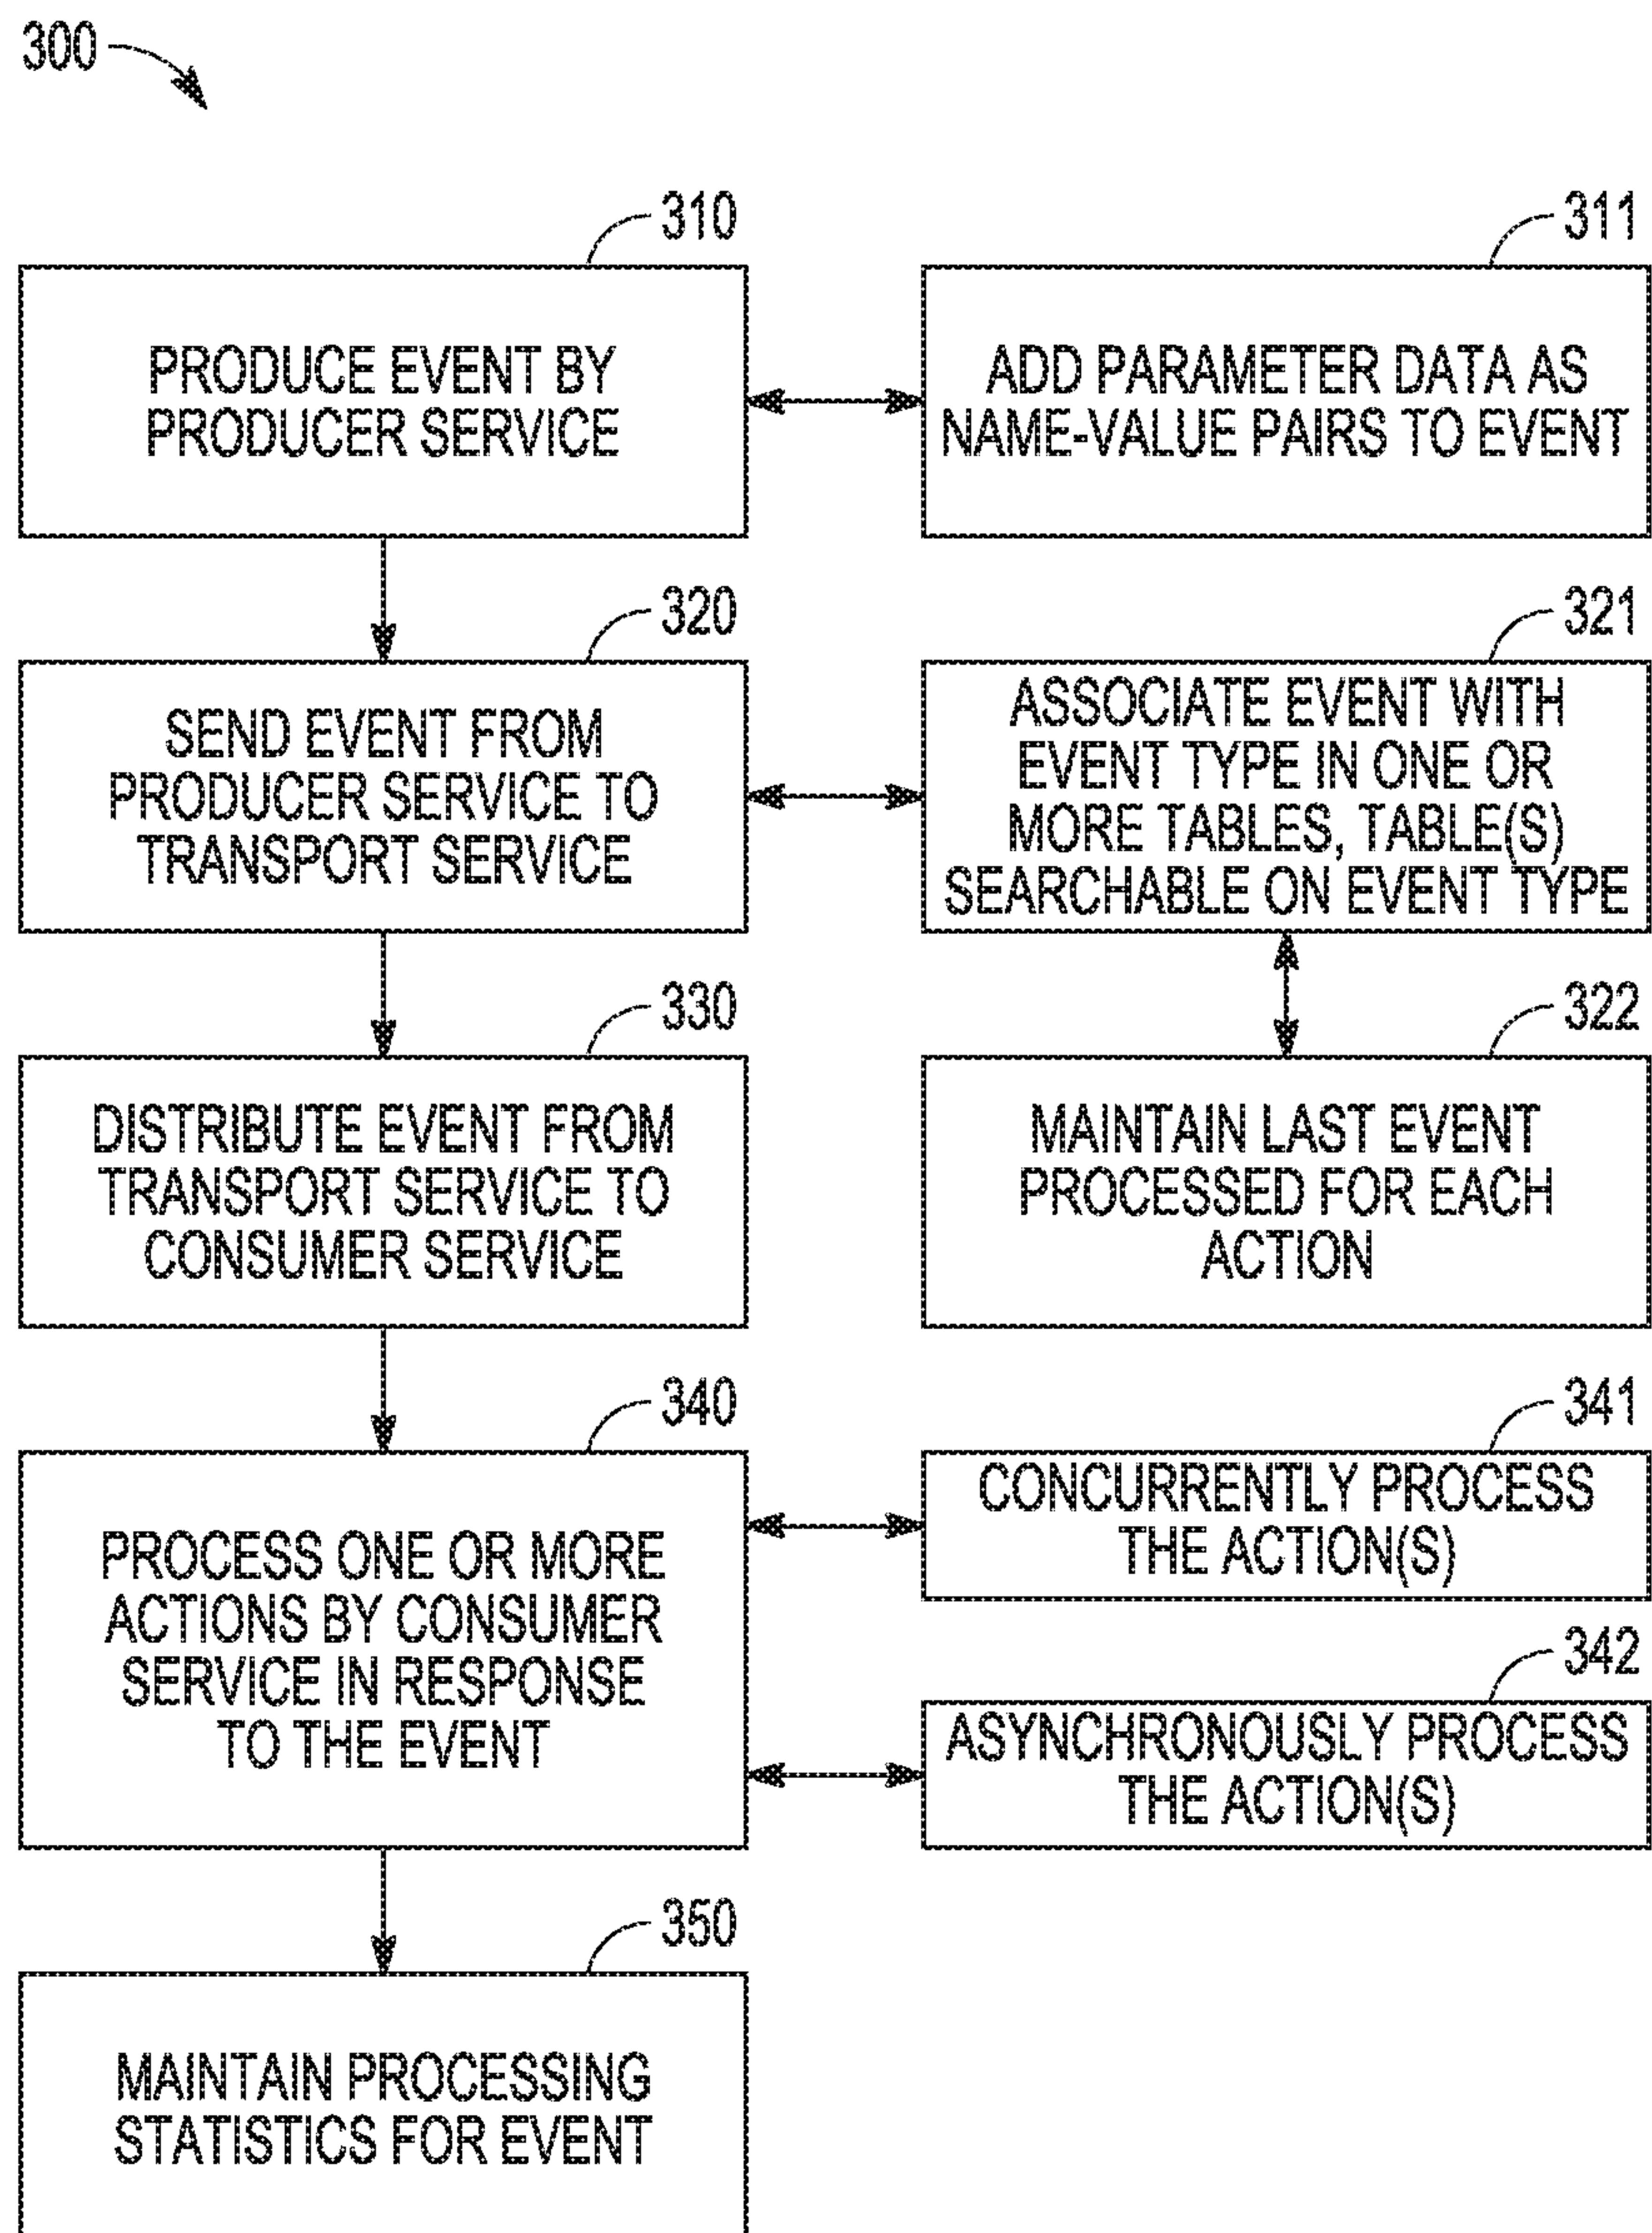 300
310
PRODUCE EVENT BY
PRODUCER SERVICE
311
ADD PARAMETER DATA AS
NAME-VALUE PAIRS TO EVENT
320
SEND EVENT FROM
PRODUCER SERVICE TO
TRANSPORT SERVICE
321
ASSOCIATE EVENT WITH
EVENT TYPE IN ONE OR
MORE TABLES, TABLE(S)
SEARCHABLE ON EVENT TYPE
330
DISTRIBUTE EVENT FROM
TRANSPORT SERVICE TO
CONSUMER SERVICE
322
MAINTAIN LAST EVENT
PROCESSED FOR EACH
ACTION
340
PROCESS ONE OR MORE
ACTIONS BY CONSUMER
SERVICE IN RESPONSE
TO THE EVENT
341
CONCURRENTLY PROCESS
THE ACTION(S)
342
ASYNCHRONOUSLY PROCESS
THE ACTION(S)
350
MAINTAIN PROCESSING
STATISTICS FOR EVENT